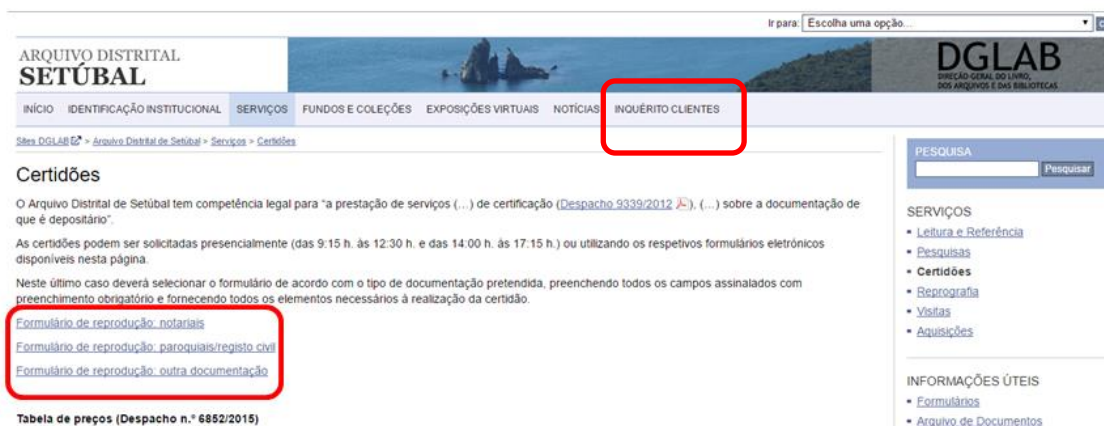 Ir para: Escolha uma opção...
ARQUIVO DISTRITAL
SETÚBAL
DGLAB
DIREÇÃO-GERAL DO LIVRO,
DOS ARQUIVOS E DAS BIBLIOTECAS
INÍCIO IDENTIFICAÇÃO INSTITUCIONAL SERVIÇOS FUNDOS E COLEÇÕES EXPOSIÇÕES VIRTUAIS NOTÍCIAS INQUÉRITO CLIENTES
Sites DGLAB > Arquivo Distrital de Setúbal > Serviços > Certidões
Certidões
O Arquivo Distrital de Setúbal tem competência legal para “a prestação de serviços (...) de certificação (Despacho 9339/2012), (...) sobre a documentação de
que é depositário”.
As certidões podem ser solicitadas presencialmente (das 9:15 h. às 12:30 h. e das 14:00 h. às 17:15 h.) ou utilizando os respetivos formulários eletrónicos
disponíveis nesta página.
Neste último caso deverá selecionar o formulário de acordo com o tipo de documentação pretendida, preenchendo todos os campos assinalados com
preenchimento obrigatório e fornecendo todos os elementos necessários à realização da certidão.
Formulário de reprodução: notariais
Formulário de reprodução: paroquiais/registo civil
Formulário de reprodução: outra documentação
Tabela de preços (Despacho n.º 6852/2015)
PESQUISA
Pesquisar
SERVIÇOS
Leitura e Referência
Pesquisas
Certidões
Reprografia
Visitas
Aquisições
INFORMAÇÕES ÚTEIS
Formulários
Arquivo de Documentos